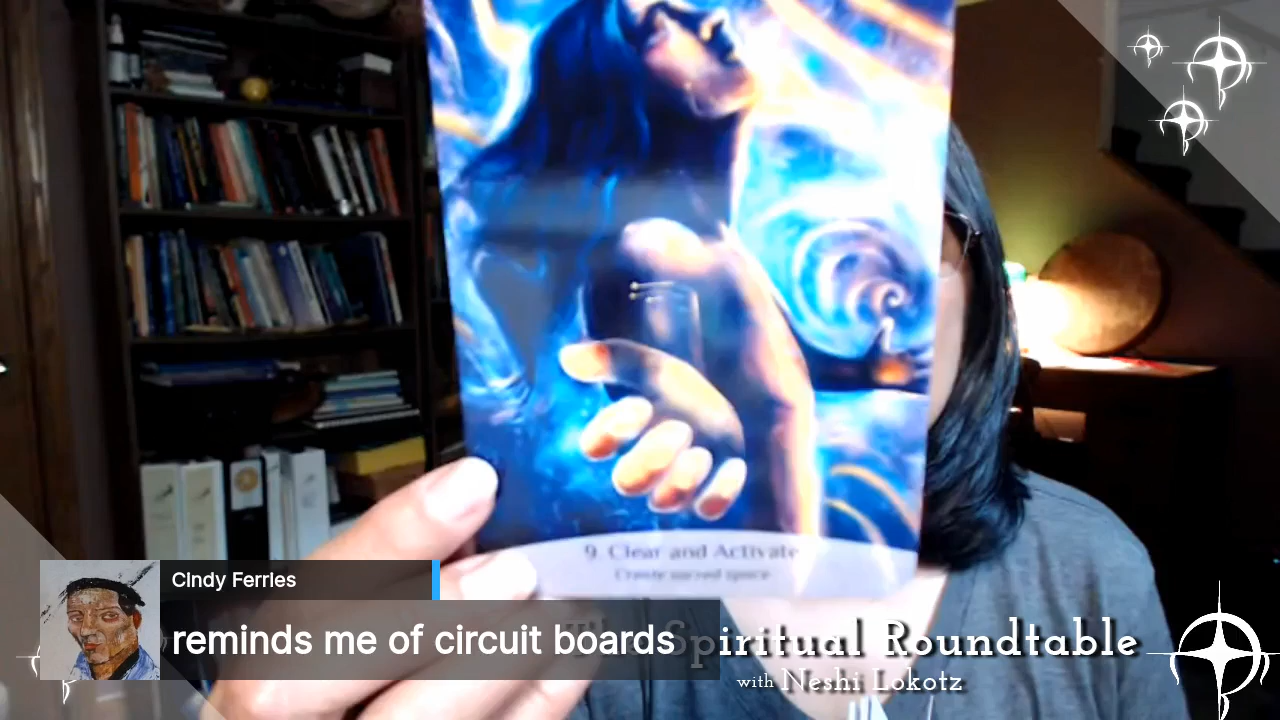 9. Clear and Activate
Create sacred space
Cindy Ferries
reminds me of circuit boards
Spiritual Roundtable
with Neshi Lokotz